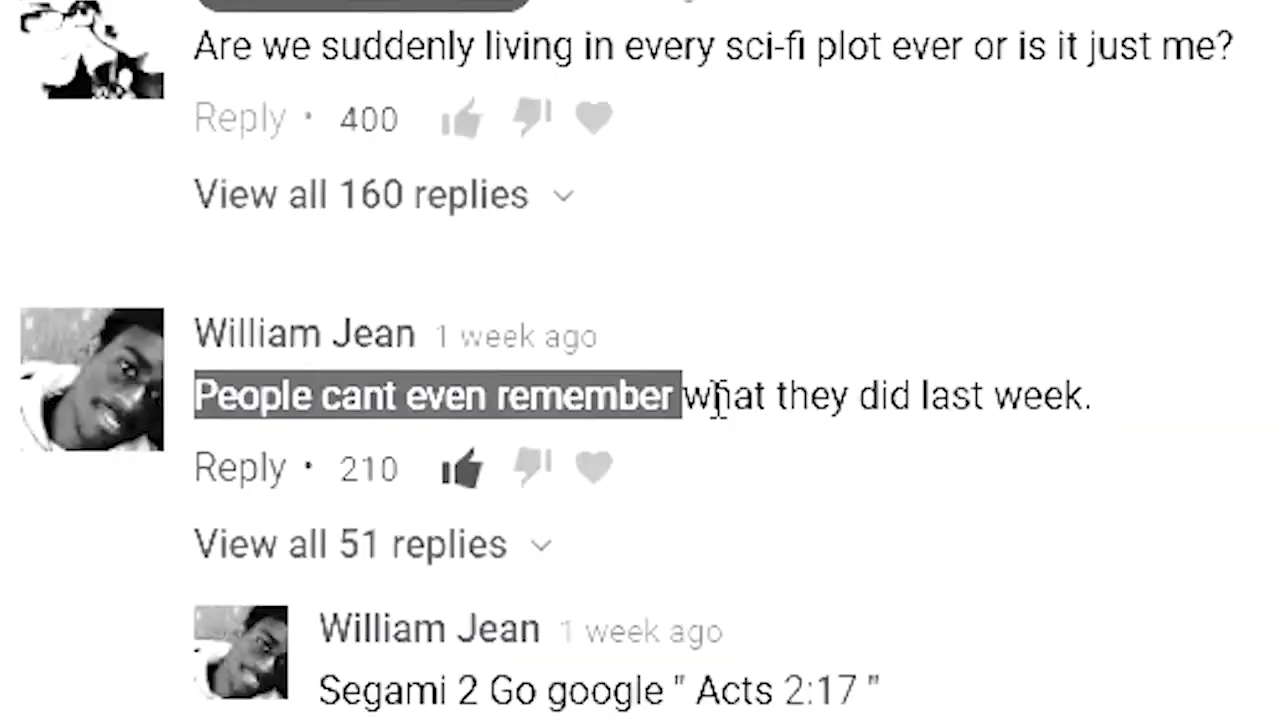 Are we suddenly living in every sci-fi plot ever or is it just me?
Reply • 400
View all 160 replies
William Jean 1 week ago
People cant even remember what they did last week.
Reply • 210
View all 51 replies
William Jean 1 week ago
Segami 2 Go google " Acts 2:17 "